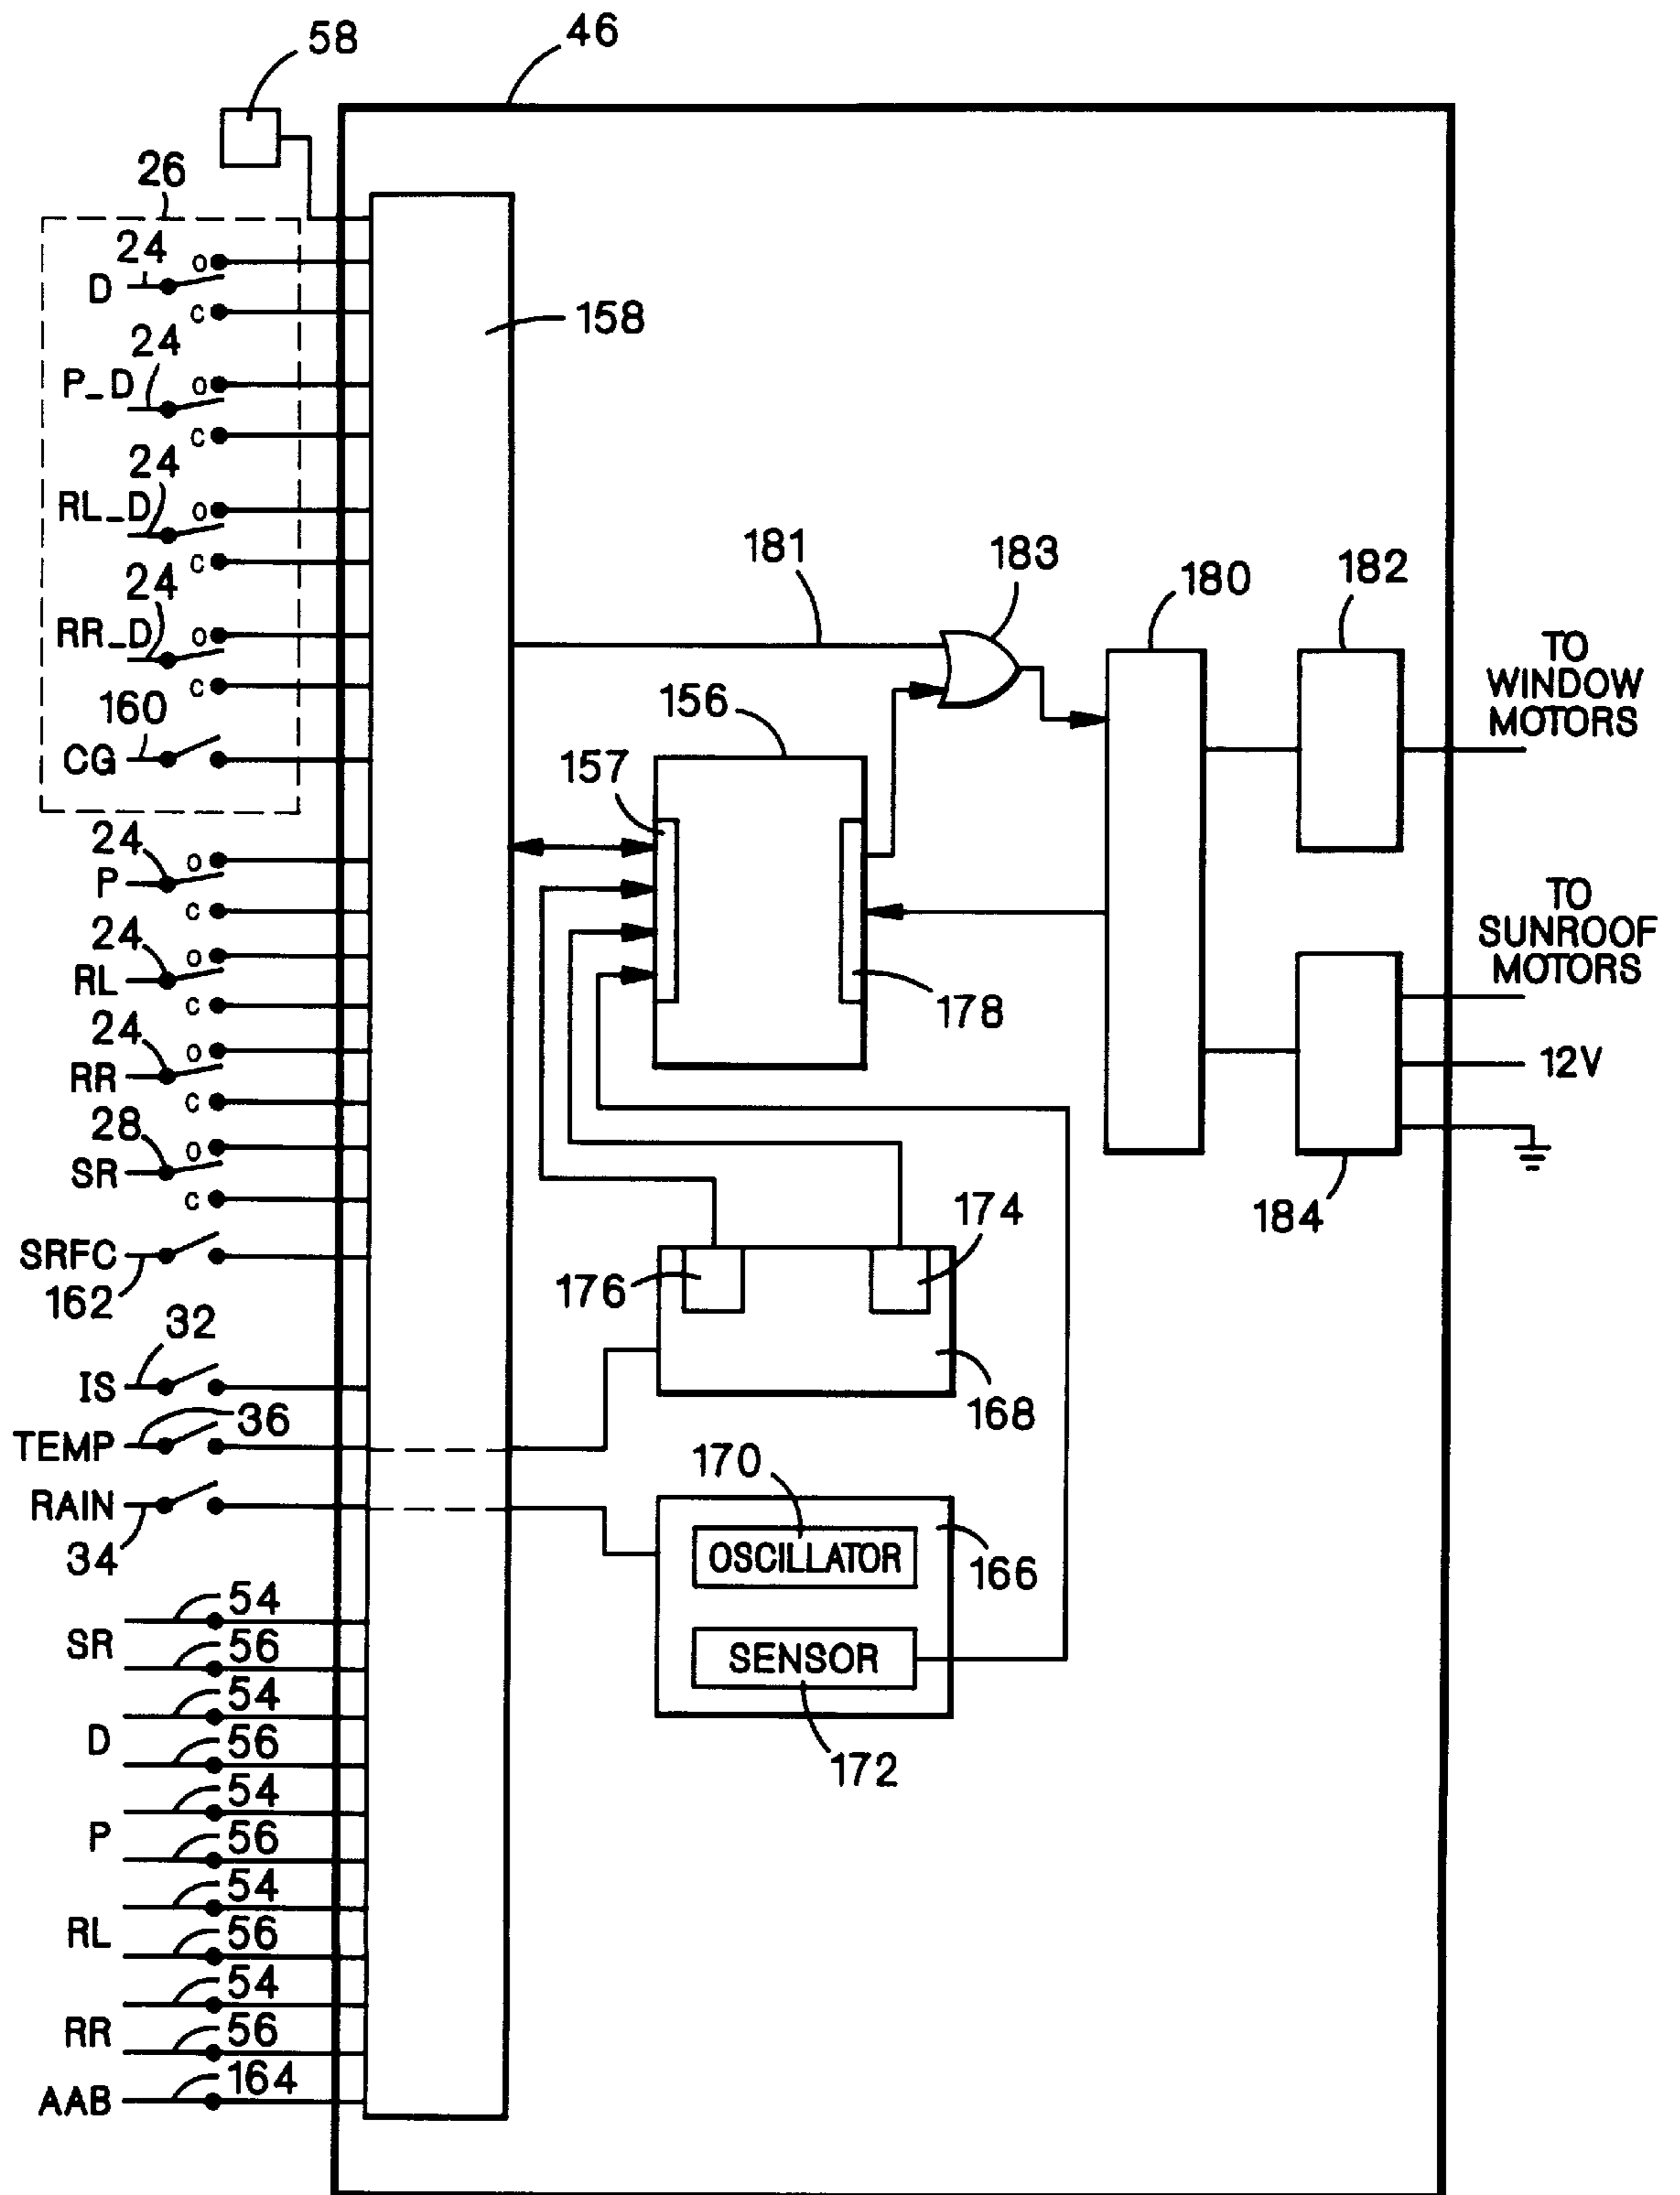 58
46
26
24
D
o
c
158
24
P_D
o
c
24
RL_D
o
c
24
RR_D
o
c
160
CG
181
183
180
182
TO
WINDOW
MOTORS
156
157
178
24
P
o
c
24
RL
o
c
24
RR
o
c
28
SR
o
c
TO
SUNROOF
MOTORS
12V
184
SRFC
162
176
174
168
32
IS
TEMP
36
RAIN
34
170
OSCILLATOR
166
SENSOR
172
54
SR
56
54
D
56
54
P
56
54
RL
56
54
RR
56
AAB
164